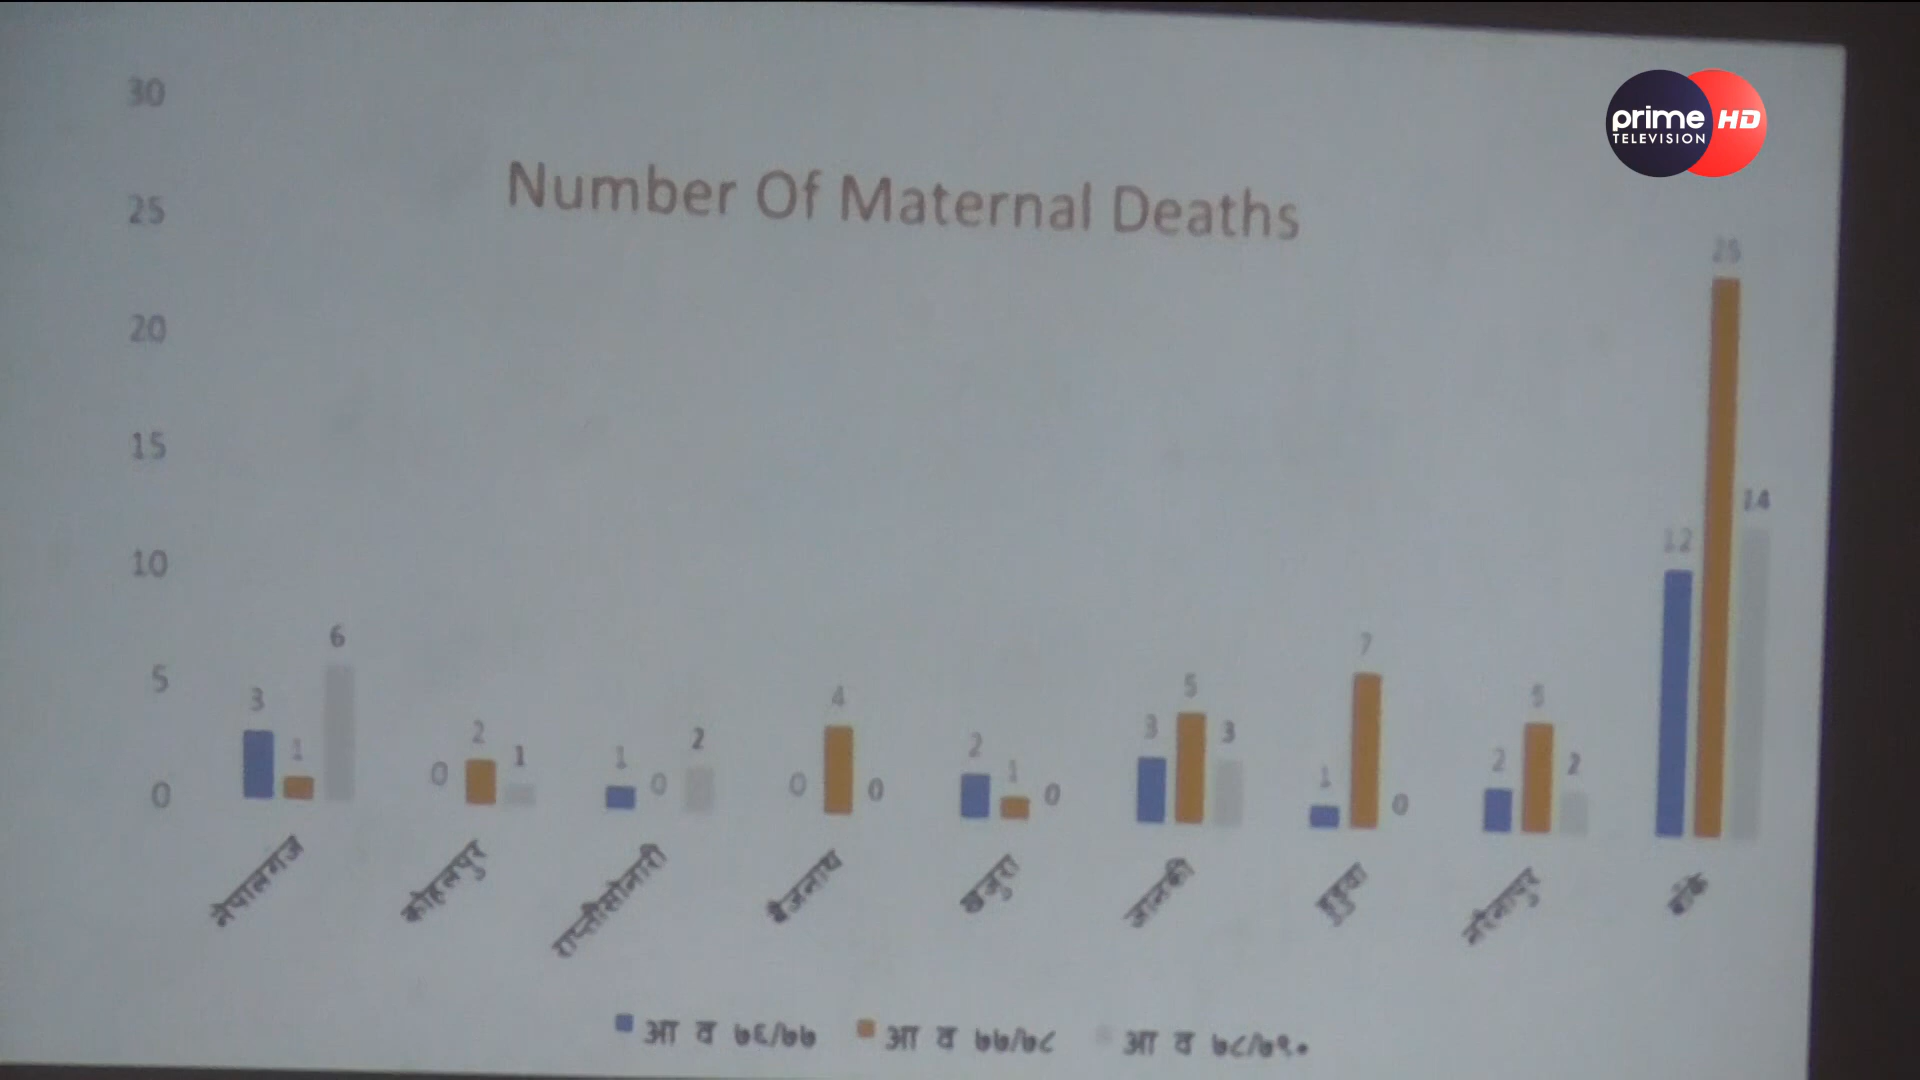 prime HD
TELEVISION
Number Of Maternal Deaths
30
25
20
15
10
5
0
3 1 6
0 2 1
1 0 2
0 4 0
2 1 0
3 5 3
1 7 0
2 5 2
12 25 14
नेपालगंज
कोहलपुर
राप्तीसोनारी
बैजनाथ
खजुरा
जानकी
डुडुवा
नरैनापुर
बाँके
आ व ७६/७७ आ व ७७/७८ आ व ७८/७९०